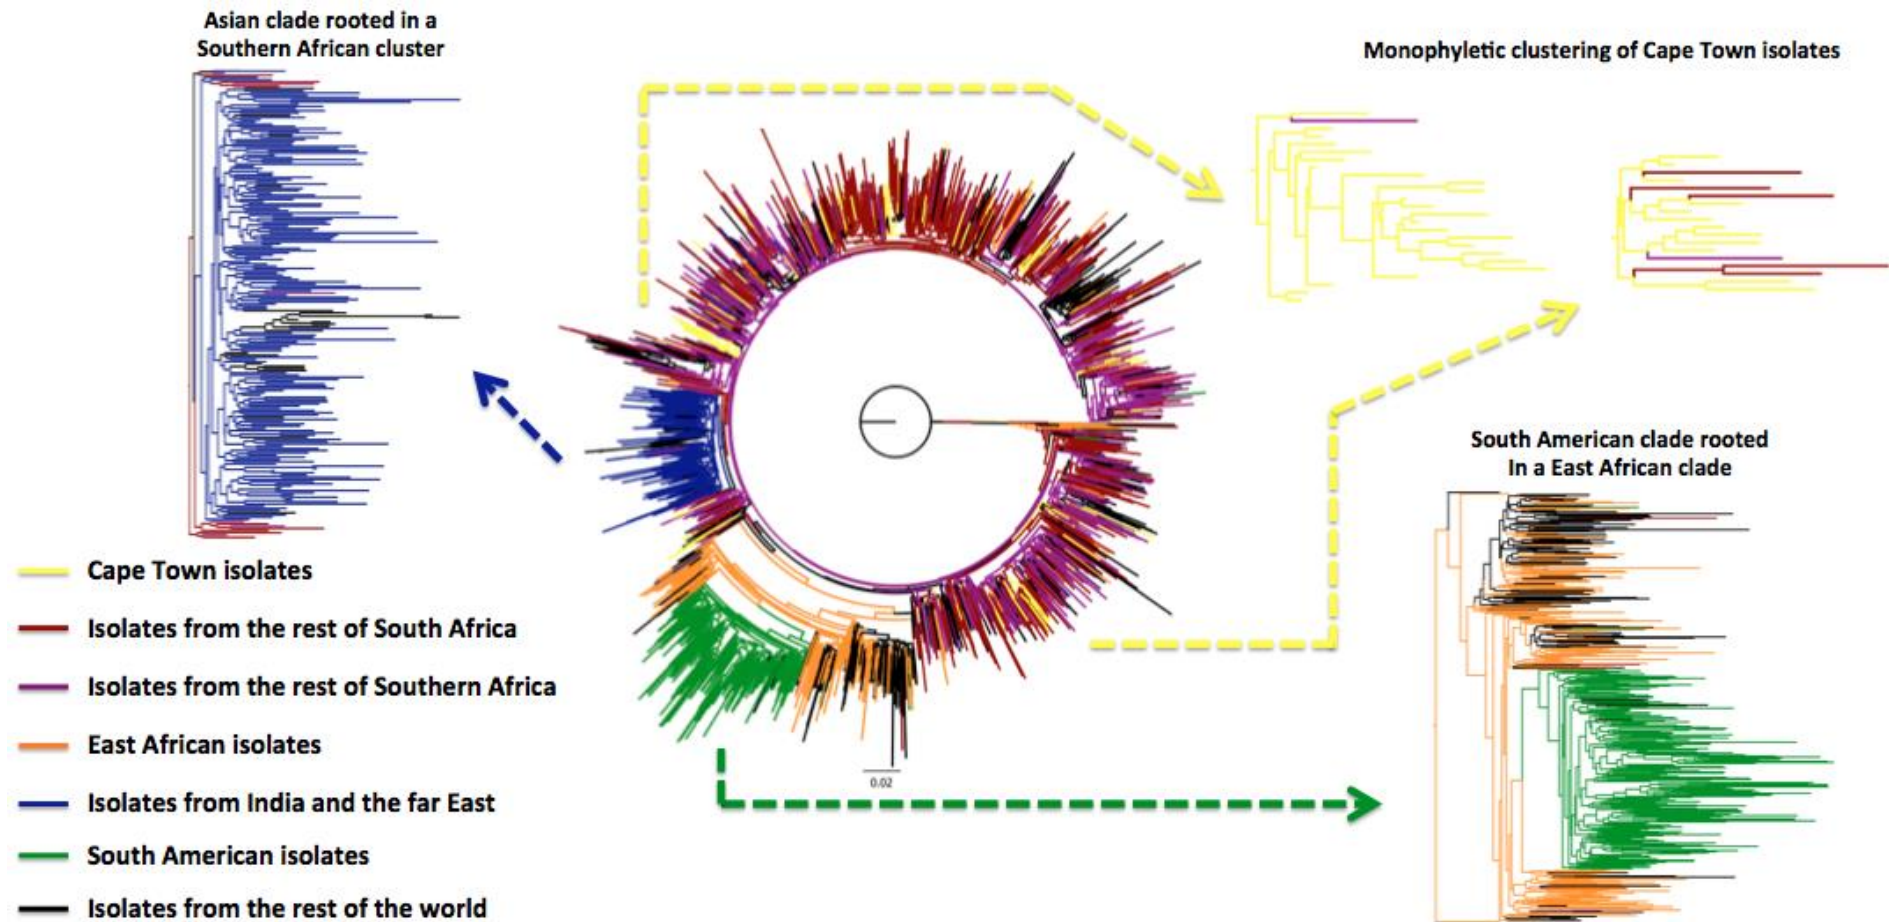 Asian clade rooted in a
Southern African cluster
Monophyletic clustering of Cape Town isolates
South American clade rooted
In a East African clade
Cape Town isolates
Isolates from the rest of South Africa
Isolates from the rest of Southern Africa
East African isolates
Isolates from India and the far East
South American isolates
Isolates from the rest of the world
0.02